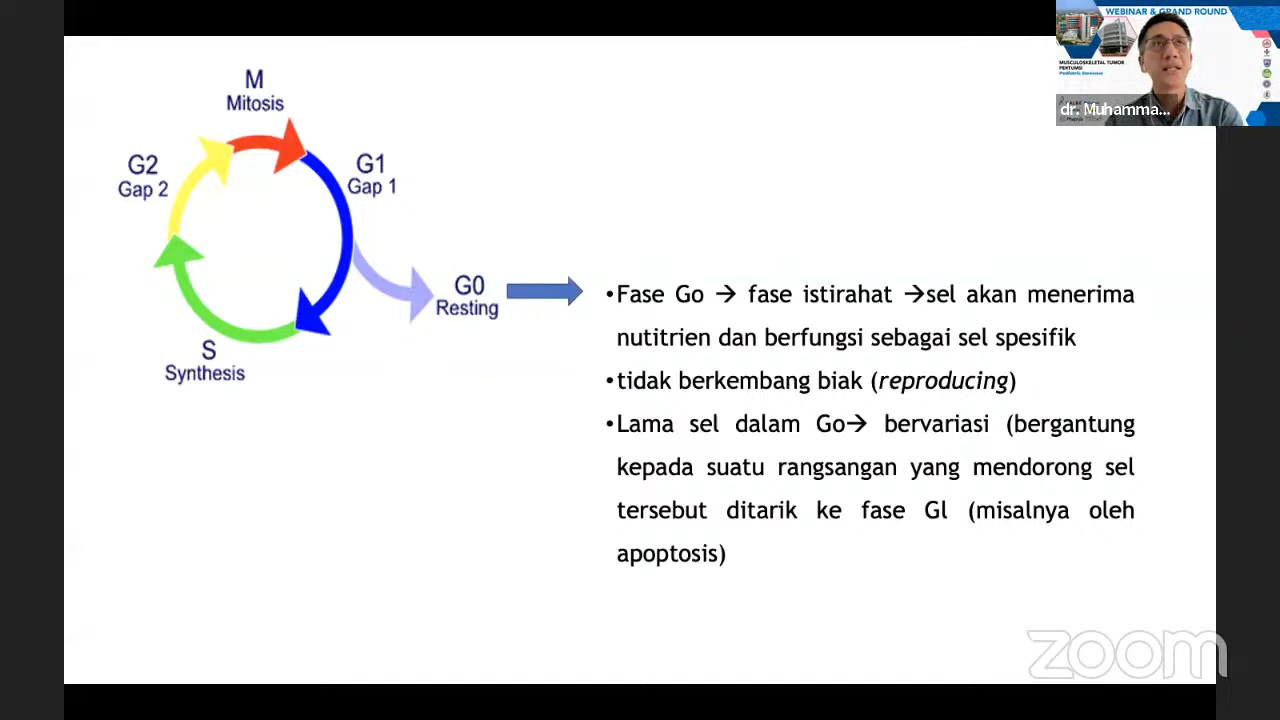 WEBINAR & GRAND ROUND
MUSCULOSKELETAL TUMOR
PERTUMSI
dr. Muhamma...
M
Mitosis
G2
Gap 2
G1
Gap 1
G0
Resting
S
Synthesis
•Fase Go → fase istirahat →sel akan menerima
nutitrien dan berfungsi sebagai sel spesifik
•tidak berkembang biak (reproducing)
•Lama sel dalam Go→ bervariasi (bergantung
kepada suatu rangsangan yang mendorong sel
tersebut ditarik ke fase Gl (misalnya oleh
apoptosis)
zoom